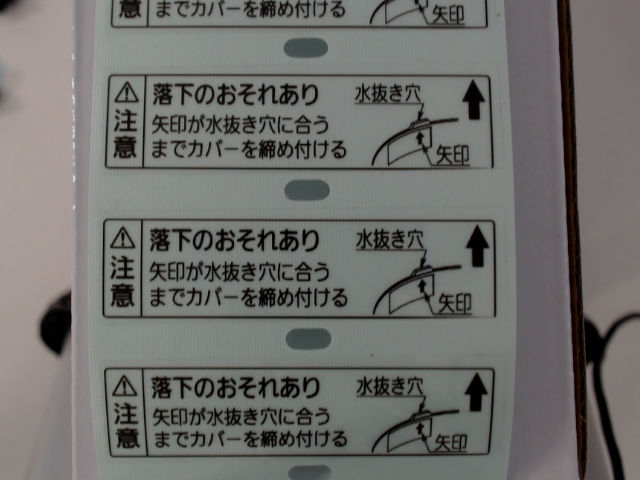 意
までカバーを締め付ける
矢印
⚠
注
意
落下のおそれあり
矢印が水抜き穴に合う
までカバーを締め付ける
水抜き穴
矢印
⚠
注
意
落下のおそれあり
矢印が水抜き穴に合う
までカバーを締め付ける
水抜き穴
矢印
⚠
注
意
落下のおそれあり
矢印が水抜き穴に合う
までカバーを締め付ける
水抜き穴
矢印